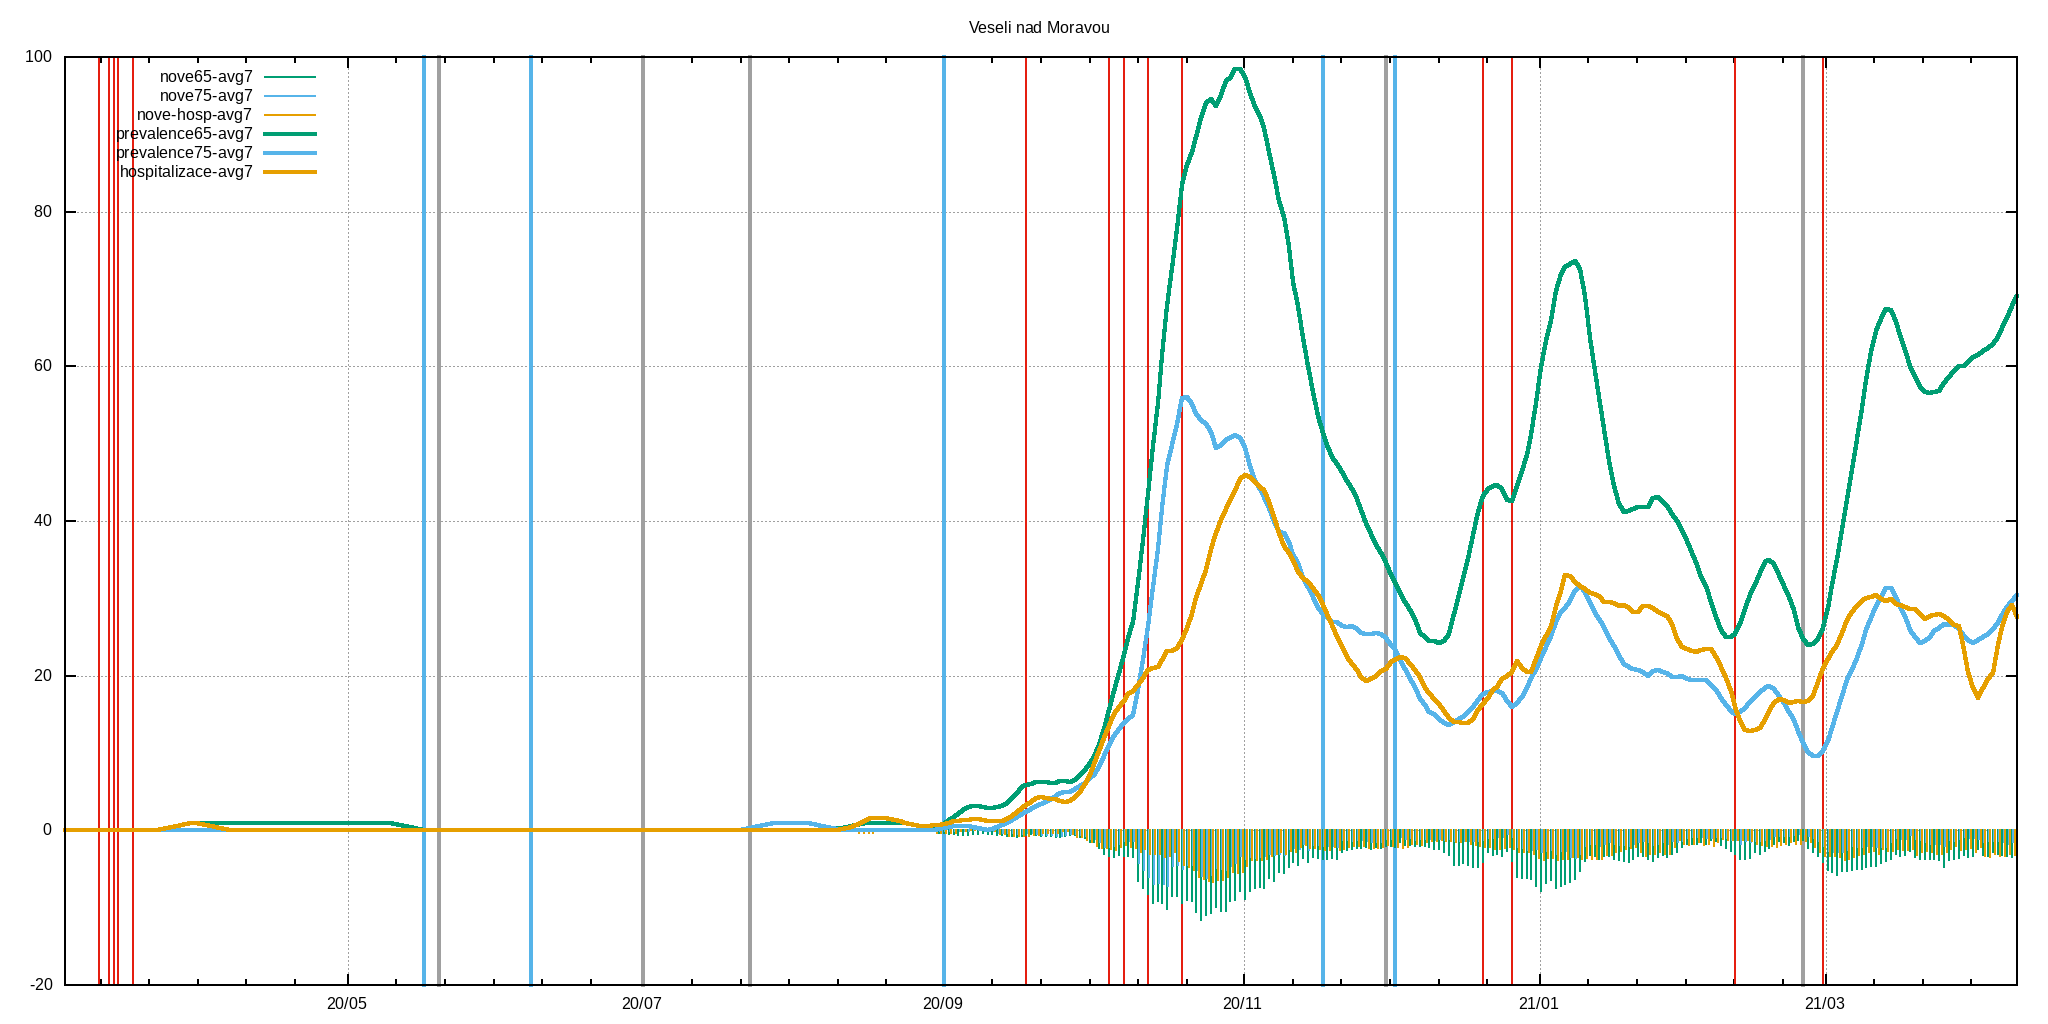 Veseli nad Moravou
100
80
60
40
20
0
-20
nove65-avg7
nove75-avg7
nove-hosp-avg7
prevalence65-avg7
prevalence75-avg7
hospitalizace-avg7
20/05
20/07
20/09
20/11
21/01
21/03